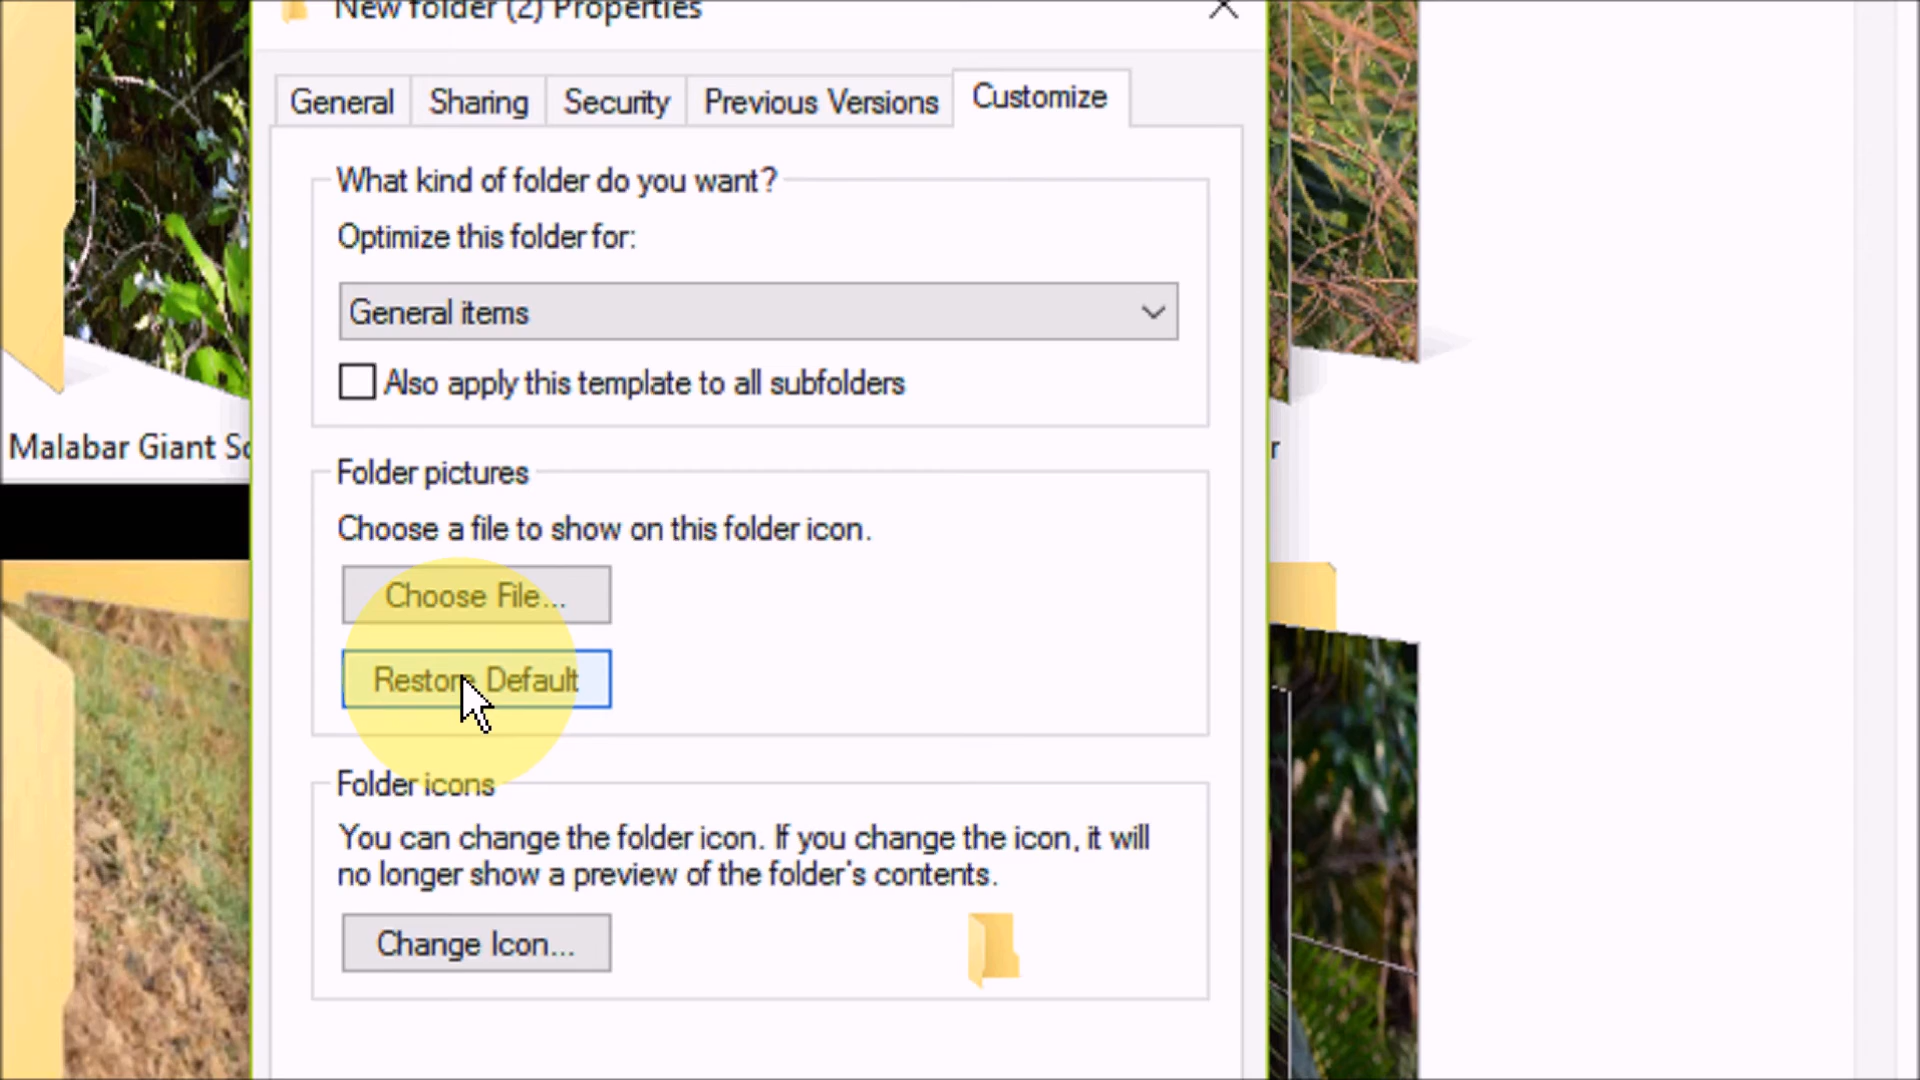 New folder (2) Properties
General Sharing Security Previous Versions Customize
What kind of folder do you want?
Optimize this folder for:
General items
Also apply this template to all subfolders
Malabar Giant
Folder pictures
Choose a file to show on this folder icon.
Choose File...
Restore Default
Folder icons
You can change the folder icon. If you change the icon, it will
no longer show a preview of the folder's contents.
Change Icon...